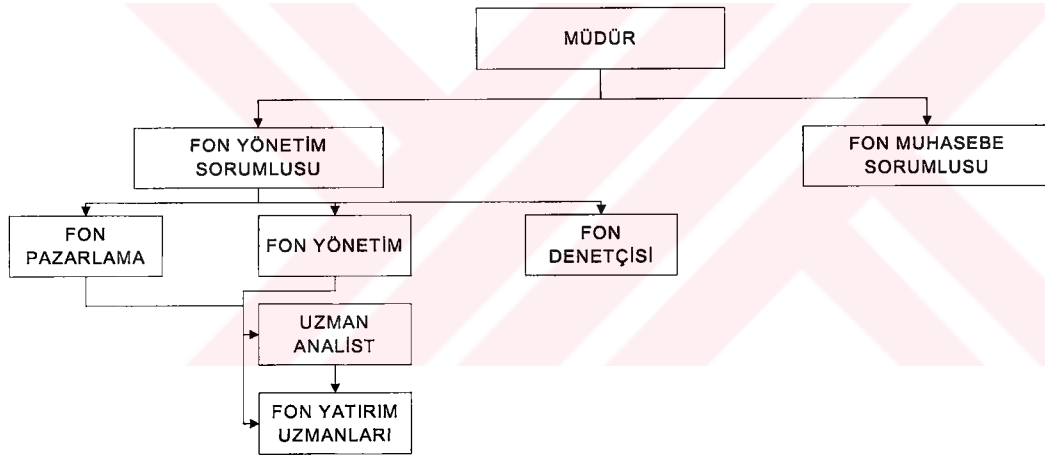 MÜDÜR
FON YÖNETİM
SORUMLUSU
FON MUHASEBE
SORUMLUSU
FON
PAZARLAMA
FON YÖNETİM
FON
DENETÇİSİ
UZMAN
ANALİST
FON YATIRIM
UZMANLARI